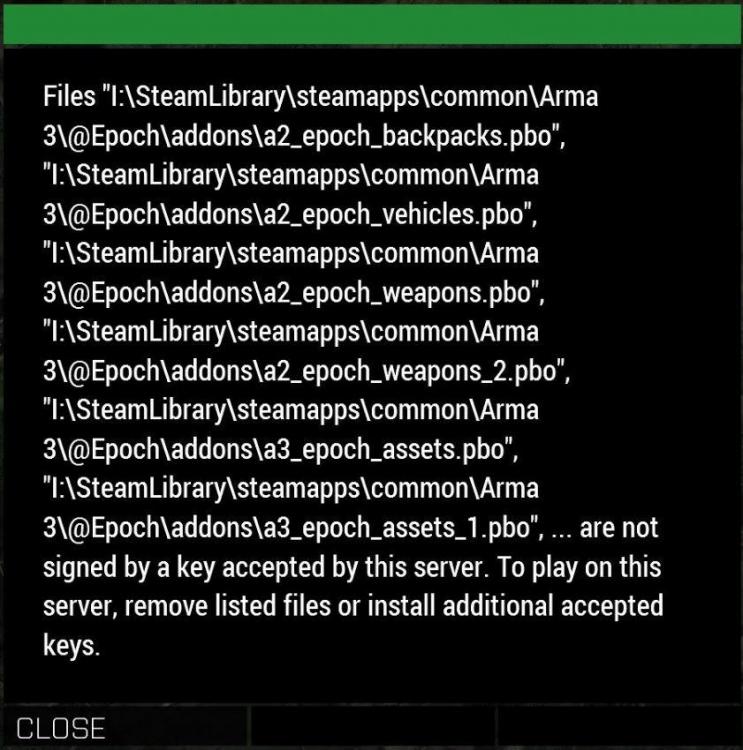 Files "I:\SteamLibrary\steamapps\common\Arma
3\@Epoch\addons\a2_epoch_backpacks.pbo",
"I:\SteamLibrary\steamapps\common\Arma
3\@Epoch\addons\a2_epoch_vehicles.pbo",
"I:\SteamLibrary\steamapps\common\Arma
3\@Epoch\addons\a2_epoch_weapons.pbo",
"I:\SteamLibrary\steamapps\common\Arma
3\@Epoch\addons\a2_epoch_weapons_2.pbo",
"I:\SteamLibrary\steamapps\common\Arma
3\@Epoch\addons\a3_epoch_assets.pbo",
"I:\SteamLibrary\steamapps\common\Arma
3\@Epoch\addons\a3_epoch_assets_1.pbo", ... are not
signed by a key accepted by this server. To play on this
server, remove listed files or install additional accepted
keys.
CLOSE